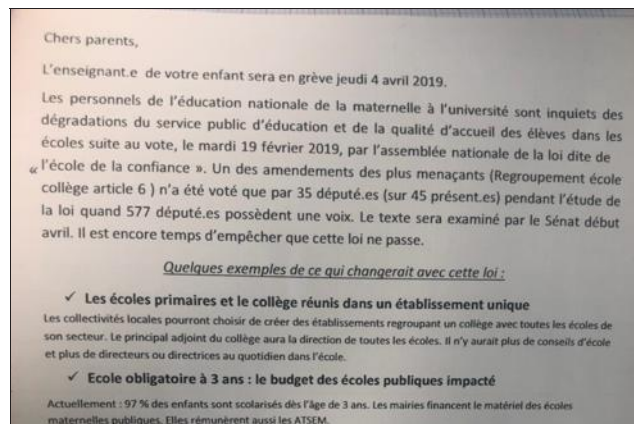 Chers parents,
L'enseignant.e de votre enfant sera en grève jeudi 4 avril 2019.
Les personnels de l'éducation nationale de la maternelle à l'université sont inquiets des
dégradations du service public d'éducation et de la qualité d'accueil des élèves dans les
écoles suite au vote, le mardi 19 février 2019, par l'assemblée nationale de la loi dite de
« l'école de la confiance ». Un des amendements des plus menaçants (Regroupement école
collège article 6 ) n'a été voté que par 35 député.es (sur 45 présent.es) pendant l'étude de
la loi quand 577 député.es possèdent une voix. Le texte sera examiné par le Sénat début
avril. Il est encore temps d'empêcher que cette loi ne passe.
Quelques exemples de ce qui changerait avec cette loi :
✓ Les écoles primaires et le collège réunis dans un établissement unique
Les collectivités locales pourront choisir de créer des établissements regroupant un collège avec toutes les écoles de
son secteur. Le principal adjoint du collège aura la direction de toutes les écoles. Il n'y aurait plus de conseils d'école
et plus de directeurs ou directrices au quotidien dans l'école.
✓ Ecole obligatoire à 3 ans : le budget des écoles publiques impacté
Actuellement : 97 % des enfants sont scolarisés dès l'âge de 3 ans. Les mairies financent le matériel des écoles
maternelles publiques. Elles rémunèrent aussi les ATSEM.